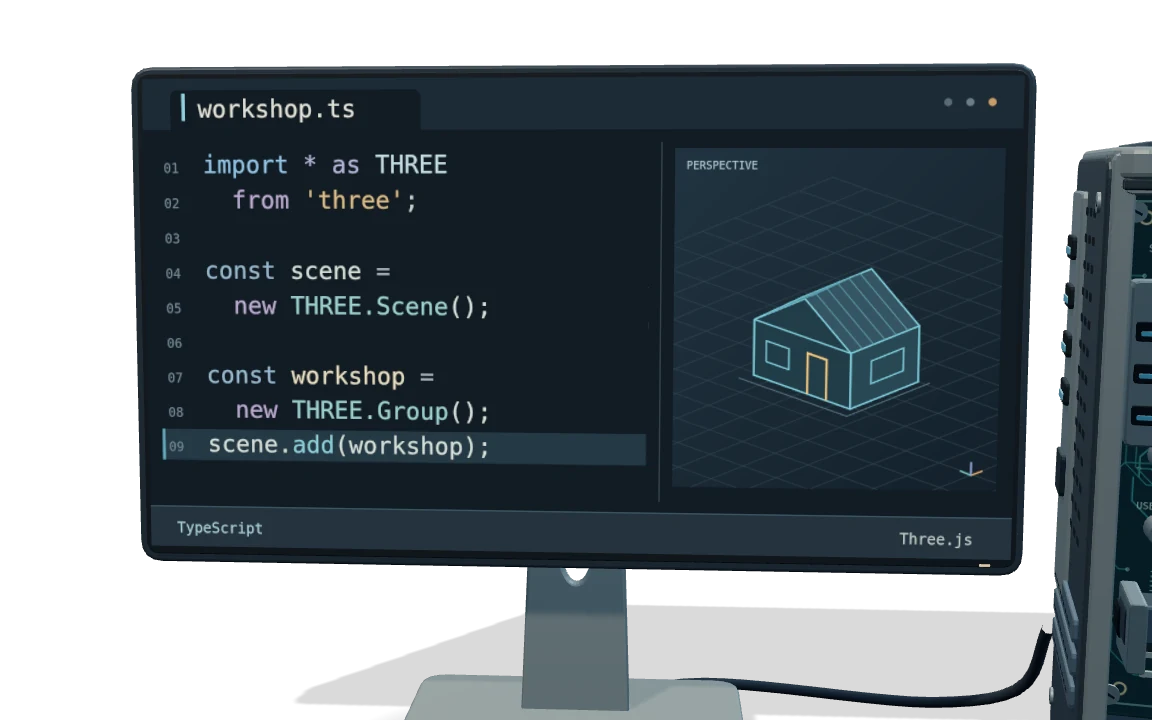 workshop.ts
01 import * as THREE
02 from 'three';
03
04 const scene =
05 new THREE.Scene();
06
07 const workshop =
08 new THREE.Group();
09 scene.add(workshop);
PERSPECTIVE
TypeScript
Three.js